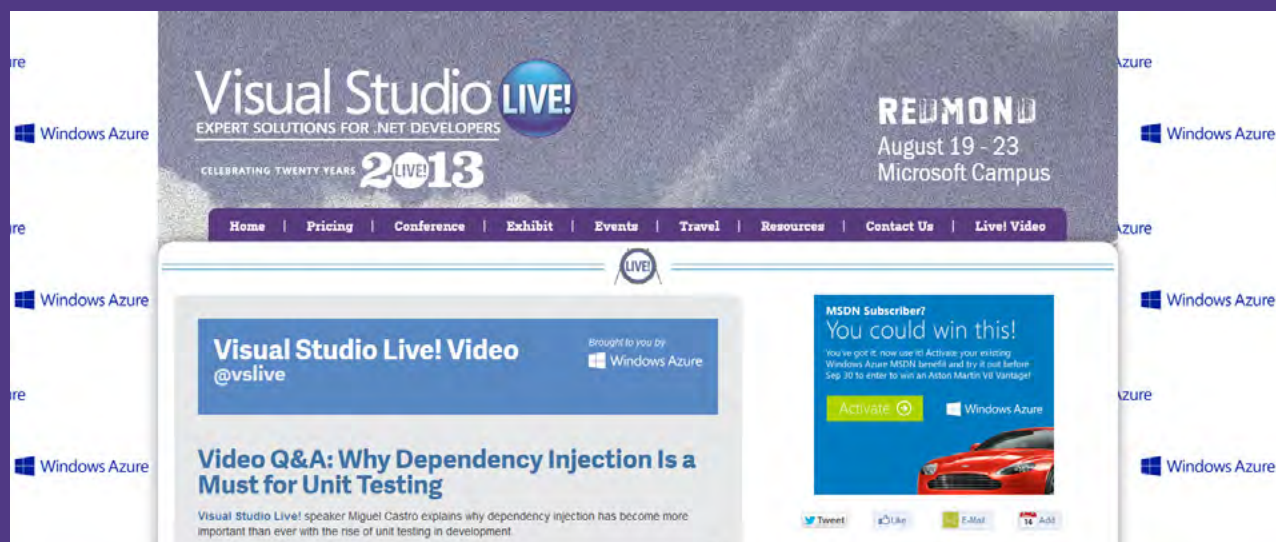 Visual Studio LIVE!
EXPERT SOLUTIONS FOR .NET DEVELOPERS
CELEBRATING TWENTY YEARS LIVE! 2013
REDMOND
August 19 - 23
Microsoft Campus
Home | Pricing | Conference | Exhibit | Events | Travel | Resources | Contact Us | Live! Video
LIVE!
Visual Studio Live! Video
@vslive
Brought to you by
Windows Azure
Video Q&A: Why Dependency Injection Is a
Must for Unit Testing
Visual Studio Live! speaker Miguel Castro explains why dependency injection has become more
important than ever with the rise of unit testing in development.
MSDN Subscriber?
You could win this!
You've got it, now use it! Activate your existing
Windows Azure MSDN benefit and try it out before
Sep 30 to enter to win an Aston Martin V8 Vantage!
Activate
Windows Azure
Tweet
Like
E-Mail
14 Add
ure
Windows Azure
ure
Windows Azure
ure
Windows Azure
Azure
Windows Azure
Azure
Windows Azure
Azure
Windows Azure